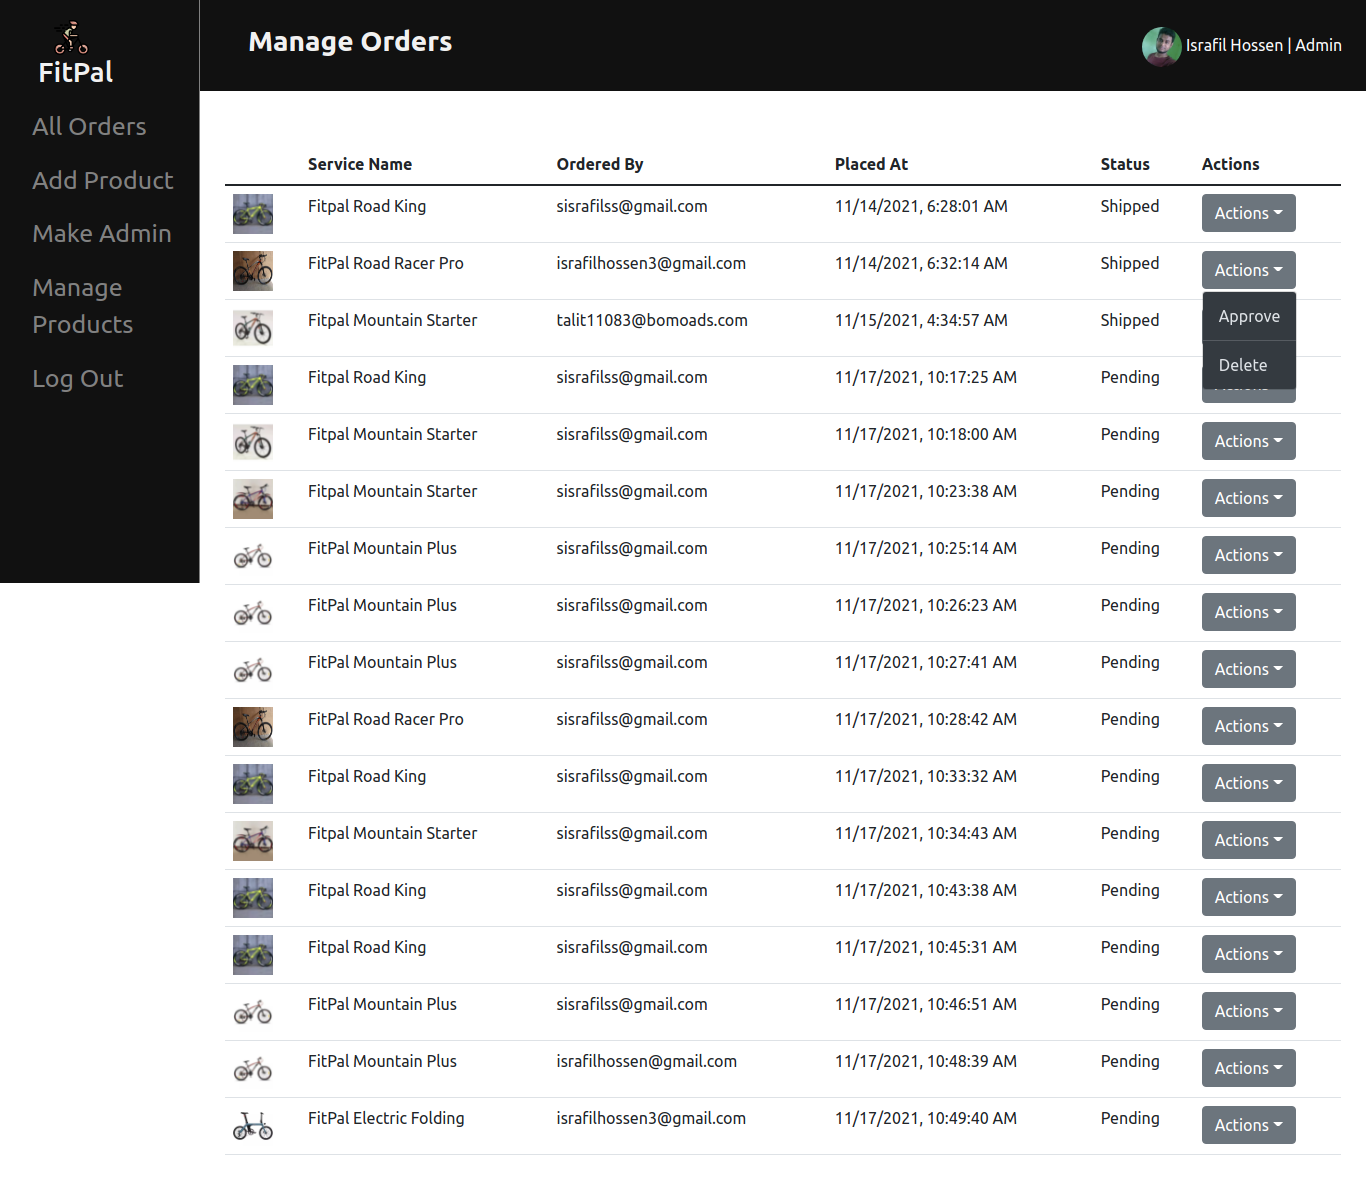 FitPal
All Orders
Add Product
Make Admin
Manage
Products
Log Out
Manage Orders
Israfil Hossen | Admin
Service Name Ordered By Placed At Status Actions
Fitpal Road King sisrafilss@gmail.com 11/14/2021, 6:28:01 AM Shipped Actions
FitPal Road Racer Pro israfilhossen3@gmail.com 11/14/2021, 6:32:14 AM Shipped Actions
Approve
Delete
Fitpal Mountain Starter talit11083@bomoads.com 11/15/2021, 4:34:57 AM Shipped
Fitpal Road King sisrafilss@gmail.com 11/17/2021, 10:17:25 AM Pending
Fitpal Mountain Starter sisrafilss@gmail.com 11/17/2021, 10:18:00 AM Pending Actions
Fitpal Mountain Starter sisrafilss@gmail.com 11/17/2021, 10:23:38 AM Pending Actions
FitPal Mountain Plus sisrafilss@gmail.com 11/17/2021, 10:25:14 AM Pending Actions
FitPal Mountain Plus sisrafilss@gmail.com 11/17/2021, 10:26:23 AM Pending Actions
FitPal Mountain Plus sisrafilss@gmail.com 11/17/2021, 10:27:41 AM Pending Actions
FitPal Road Racer Pro sisrafilss@gmail.com 11/17/2021, 10:28:42 AM Pending Actions
Fitpal Road King sisrafilss@gmail.com 11/17/2021, 10:33:32 AM Pending Actions
Fitpal Mountain Starter sisrafilss@gmail.com 11/17/2021, 10:34:43 AM Pending Actions
Fitpal Road King sisrafilss@gmail.com 11/17/2021, 10:43:38 AM Pending Actions
Fitpal Road King sisrafilss@gmail.com 11/17/2021, 10:45:31 AM Pending Actions
FitPal Mountain Plus sisrafilss@gmail.com 11/17/2021, 10:46:51 AM Pending Actions
FitPal Mountain Plus israfilhossen@gmail.com 11/17/2021, 10:48:39 AM Pending Actions
FitPal Electric Folding israfilhossen3@gmail.com 11/17/2021, 10:49:40 AM Pending Actions